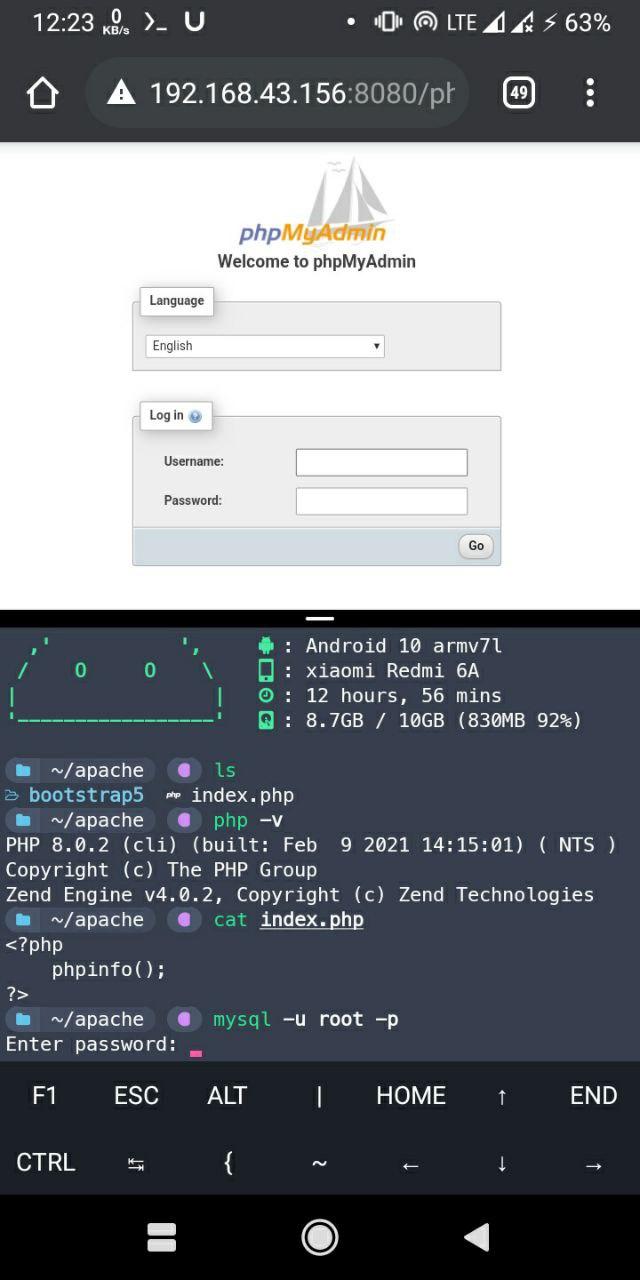 12:23 0 KB/s U LTE 63%
192.168.43.156:8080/ph 49
phpMyAdmin
Welcome to phpMyAdmin
Language
English
Log in
Username:
Password:
Go
: Android 10 armv7l
: xiaomi Redmi 6A
: 12 hours, 56 mins
: 8.7GB / 10GB (830MB 92%)
~/apache ls
bootstrap5 php index.php
~/apache php -v
PHP 8.0.2 (cli) (built: Feb  9 2021 14:15:01) ( NTS )
Copyright (c) The PHP Group
Zend Engine v4.0.2, Copyright (c) Zend Technologies
~/apache cat index.php
<?php
    phpinfo();
?>
~/apache mysql -u root -p
Enter password:
F1 ESC ALT | HOME ↑ END
CTRL ↹ { ~ ← ↓ →